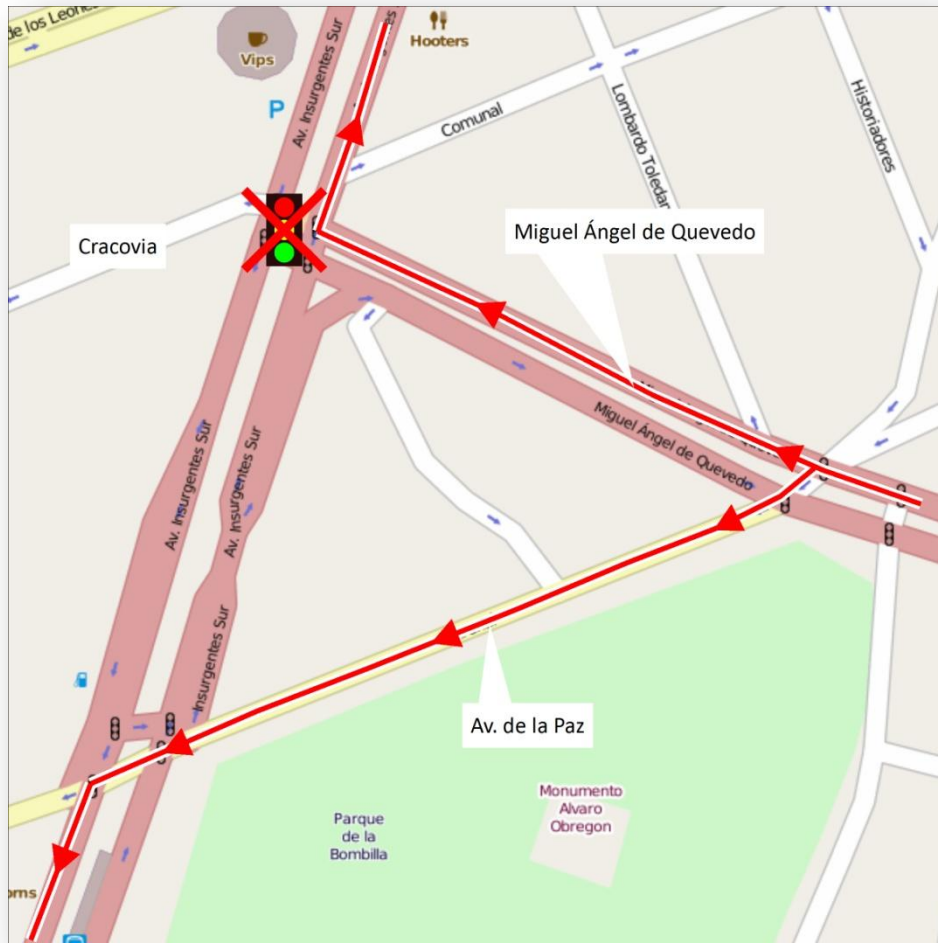 de los Leones
Av. Insurgentes Sur
Vips
Hooters
P
Comunal
Lombardo Toledano
Historiadores
Cracovia
Miguel Ángel de Quevedo
Miguel Ángel de Quevedo
Av. Insurgentes Sur
Av. Insurgentes Sur
Insurgentes Sur
Av. de la Paz
Parque
de la
Bombilla
Monumento
Alvaro
Obregon